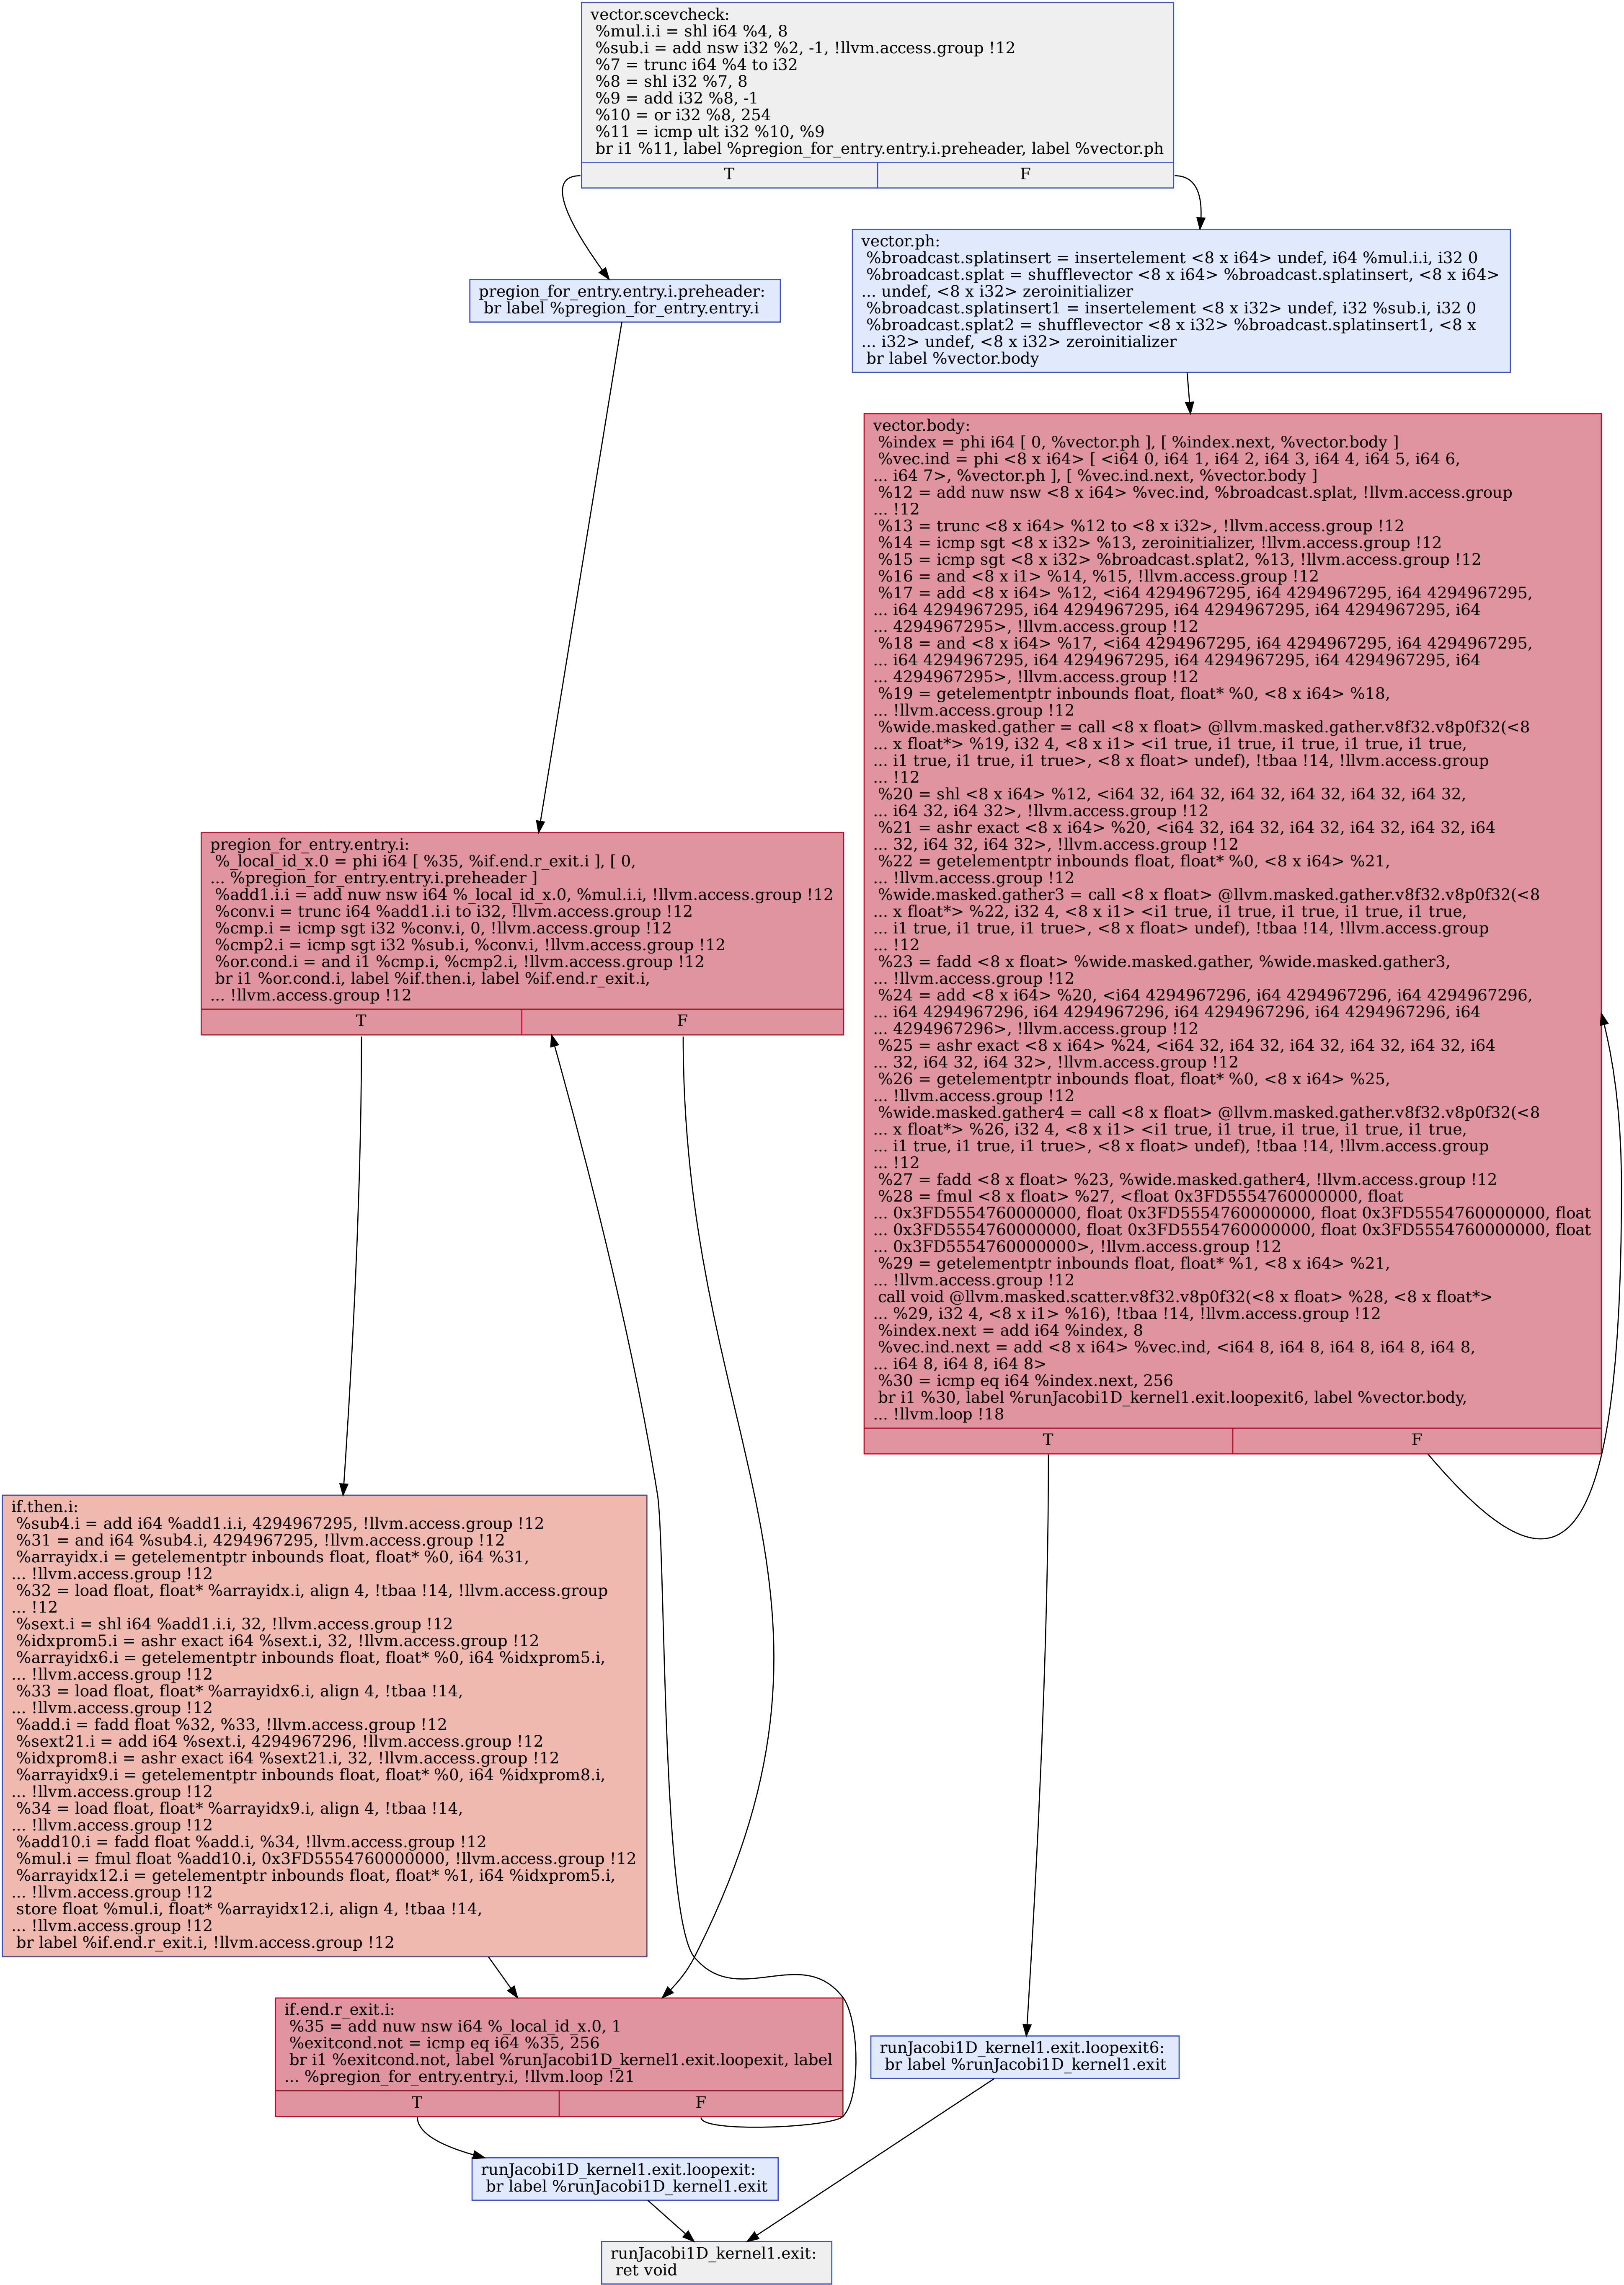 vector.scevcheck:
%mul.i.i = shl i64 %4, 8
%sub.i = add nsw i32 %2, -1, !llvm.access.group !12
%7 = trunc i64 %4 to i32
%8 = shl i32 %7, 8
%9 = add i32 %8, -1
%10 = or i32 %8, 254
%11 = icmp ult i32 %10, %9
br i1 %11, label %pregion_for_entry.entry.i.preheader, label %vector.ph
T
F
vector.ph:
%broadcast.splatinsert = insertelement <8 x i64> undef, i64 %mul.i.i, i32 0
%broadcast.splat = shufflevector <8 x i64> %broadcast.splatinsert, <8 x i64>
... undef, <8 x i32> zeroinitializer
%broadcast.splatinsert1 = insertelement <8 x i32> undef, i32 %sub.i, i32 0
%broadcast.splat2 = shufflevector <8 x i32> %broadcast.splatinsert1, <8 x
... i32> undef, <8 x i32> zeroinitializer
br label %vector.body
pregion_for_entry.entry.i.preheader:
br label %pregion_for_entry.entry.i
vector.body:
%index = phi i64 [ 0, %vector.ph ], [ %index.next, %vector.body ]
%vec.ind = phi <8 x i64> [ <i64 0, i64 1, i64 2, i64 3, i64 4, i64 5, i64 6,
... i64 7>, %vector.ph ], [ %vec.ind.next, %vector.body ]
%12 = add nuw nsw <8 x i64> %vec.ind, %broadcast.splat, !llvm.access.group
... !12
%13 = trunc <8 x i64> %12 to <8 x i32>, !llvm.access.group !12
%14 = icmp sgt <8 x i32> %13, zeroinitializer, !llvm.access.group !12
%15 = icmp sgt <8 x i32> %broadcast.splat2, %13, !llvm.access.group !12
%16 = and <8 x i1> %14, %15, !llvm.access.group !12
%17 = add <8 x i64> %12, <i64 4294967295, i64 4294967295, i64 4294967295,
... i64 4294967295, i64 4294967295, i64 4294967295, i64 4294967295, i64
... 4294967295>, !llvm.access.group !12
%18 = and <8 x i64> %17, <i64 4294967295, i64 4294967295, i64 4294967295,
... i64 4294967295, i64 4294967295, i64 4294967295, i64 4294967295, i64
... 4294967295>, !llvm.access.group !12
%19 = getelementptr inbounds float, float* %0, <8 x i64> %18,
... !llvm.access.group !12
%wide.masked.gather = call <8 x float> @llvm.masked.gather.v8f32.v8p0f32(<8
... x float*> %19, i32 4, <8 x i1> <i1 true, i1 true, i1 true, i1 true, i1 true,
... i1 true, i1 true, i1 true>, <8 x float> undef), !tbaa !14, !llvm.access.group
... !12
%20 = shl <8 x i64> %12, <i64 32, i64 32, i64 32, i64 32, i64 32, i64 32,
... i64 32, i64 32>, !llvm.access.group !12
%21 = ashr exact <8 x i64> %20, <i64 32, i64 32, i64 32, i64 32, i64 32, i64
... 32, i64 32, i64 32>, !llvm.access.group !12
%22 = getelementptr inbounds float, float* %0, <8 x i64> %21,
... !llvm.access.group !12
%wide.masked.gather3 = call <8 x float> @llvm.masked.gather.v8f32.v8p0f32(<8
... x float*> %22, i32 4, <8 x i1> <i1 true, i1 true, i1 true, i1 true, i1 true,
... i1 true, i1 true, i1 true>, <8 x float> undef), !tbaa !14, !llvm.access.group
... !12
%23 = fadd <8 x float> %wide.masked.gather, %wide.masked.gather3,
... !llvm.access.group !12
%24 = add <8 x i64> %20, <i64 4294967296, i64 4294967296, i64 4294967296,
... i64 4294967296, i64 4294967296, i64 4294967296, i64 4294967296, i64
... 4294967296>, !llvm.access.group !12
%25 = ashr exact <8 x i64> %24, <i64 32, i64 32, i64 32, i64 32, i64 32, i64
... 32, i64 32, i64 32>, !llvm.access.group !12
%26 = getelementptr inbounds float, float* %0, <8 x i64> %25,
... !llvm.access.group !12
%wide.masked.gather4 = call <8 x float> @llvm.masked.gather.v8f32.v8p0f32(<8
... x float*> %26, i32 4, <8 x i1> <i1 true, i1 true, i1 true, i1 true, i1 true,
... i1 true, i1 true, i1 true>, <8 x float> undef), !tbaa !14, !llvm.access.group
... !12
%27 = fadd <8 x float> %23, %wide.masked.gather4, !llvm.access.group !12
%28 = fmul <8 x float> %27, <float 0x3FD5554760000000, float
... 0x3FD5554760000000, float 0x3FD5554760000000, float 0x3FD5554760000000, float
... 0x3FD5554760000000, float 0x3FD5554760000000, float 0x3FD5554760000000, float
... 0x3FD5554760000000>, !llvm.access.group !12
%29 = getelementptr inbounds float, float* %1, <8 x i64> %21,
... !llvm.access.group !12
call void @llvm.masked.scatter.v8f32.v8p0f32(<8 x float> %28, <8 x float*>
... %29, i32 4, <8 x i1> %16), !tbaa !14, !llvm.access.group !12
%index.next = add i64 %index, 8
%vec.ind.next = add <8 x i64> %vec.ind, <i64 8, i64 8, i64 8, i64 8, i64 8,
... i64 8, i64 8, i64 8>
%30 = icmp eq i64 %index.next, 256
br i1 %30, label %runJacobi1D_kernel1.exit.loopexit6, label %vector.body,
... !llvm.loop !18
T
F
pregion_for_entry.entry.i:
%_local_id_x.0 = phi i64 [ %35, %if.end.r_exit.i ], [ 0,
... %pregion_for_entry.entry.i.preheader ]
%add1.i.i = add nuw nsw i64 %_local_id_x.0, %mul.i.i, !llvm.access.group !12
%conv.i = trunc i64 %add1.i.i to i32, !llvm.access.group !12
%cmp.i = icmp sgt i32 %conv.i, 0, !llvm.access.group !12
%cmp2.i = icmp sgt i32 %sub.i, %conv.i, !llvm.access.group !12
%or.cond.i = and i1 %cmp.i, %cmp2.i, !llvm.access.group !12
br i1 %or.cond.i, label %if.then.i, label %if.end.r_exit.i,
... !llvm.access.group !12
T
F
if.then.i:
%sub4.i = add i64 %add1.i.i, 4294967295, !llvm.access.group !12
%31 = and i64 %sub4.i, 4294967295, !llvm.access.group !12
%arrayidx.i = getelementptr inbounds float, float* %0, i64 %31,
... !llvm.access.group !12
%32 = load float, float* %arrayidx.i, align 4, !tbaa !14, !llvm.access.group
... !12
%sext.i = shl i64 %add1.i.i, 32, !llvm.access.group !12
%idxprom5.i = ashr exact i64 %sext.i, 32, !llvm.access.group !12
%arrayidx6.i = getelementptr inbounds float, float* %0, i64 %idxprom5.i,
... !llvm.access.group !12
%33 = load float, float* %arrayidx6.i, align 4, !tbaa !14,
... !llvm.access.group !12
%add.i = fadd float %32, %33, !llvm.access.group !12
%sext21.i = add i64 %sext.i, 4294967296, !llvm.access.group !12
%idxprom8.i = ashr exact i64 %sext21.i, 32, !llvm.access.group !12
%arrayidx9.i = getelementptr inbounds float, float* %0, i64 %idxprom8.i,
... !llvm.access.group !12
%34 = load float, float* %arrayidx9.i, align 4, !tbaa !14,
... !llvm.access.group !12
%add10.i = fadd float %add.i, %34, !llvm.access.group !12
%mul.i = fmul float %add10.i, 0x3FD5554760000000, !llvm.access.group !12
%arrayidx12.i = getelementptr inbounds float, float* %1, i64 %idxprom5.i,
... !llvm.access.group !12
store float %mul.i, float* %arrayidx12.i, align 4, !tbaa !14,
... !llvm.access.group !12
br label %if.end.r_exit.i, !llvm.access.group !12
if.end.r_exit.i:
%35 = add nuw nsw i64 %_local_id_x.0, 1
%exitcond.not = icmp eq i64 %35, 256
br i1 %exitcond.not, label %runJacobi1D_kernel1.exit.loopexit, label
... %pregion_for_entry.entry.i, !llvm.loop !21
T
F
runJacobi1D_kernel1.exit.loopexit6:
br label %runJacobi1D_kernel1.exit
runJacobi1D_kernel1.exit.loopexit:
br label %runJacobi1D_kernel1.exit
runJacobi1D_kernel1.exit:
ret void